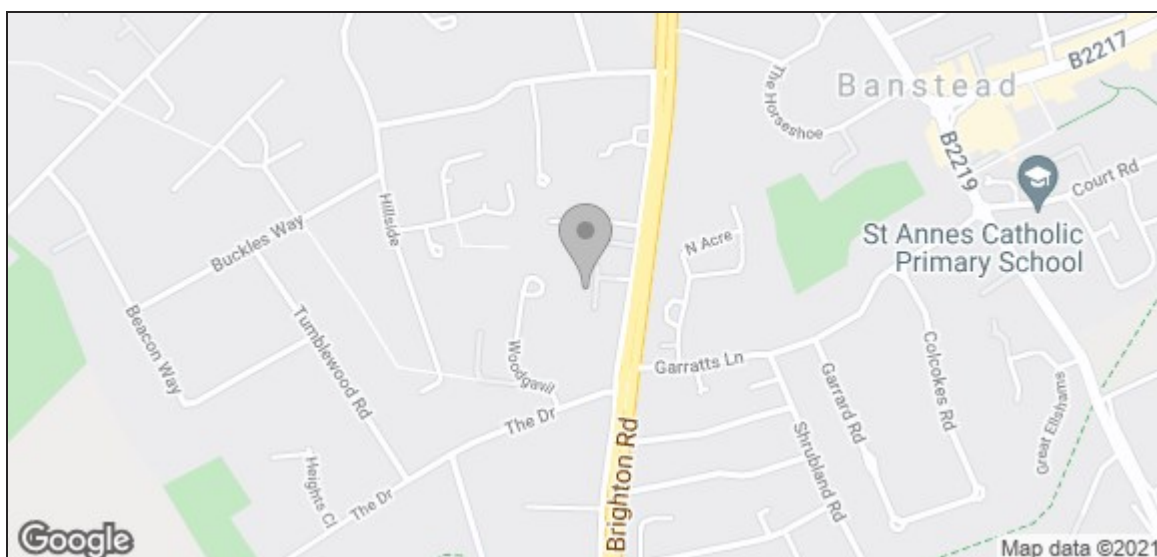 B2217
The Horseshoe
Banstead
B2219
Court Rd
Hillside
Buckles Way
N Acre
St Annes Catholic
Primary School
Beacon Way
Tumblewood Rd
Woodgavil
Garratts Ln
Colcokes Rd
Garrard Rd
Great Ellshams
The Dr
Shrubland Rd
Heights Cl
The Dr
Brighton Rd
Google
Map data ©2021